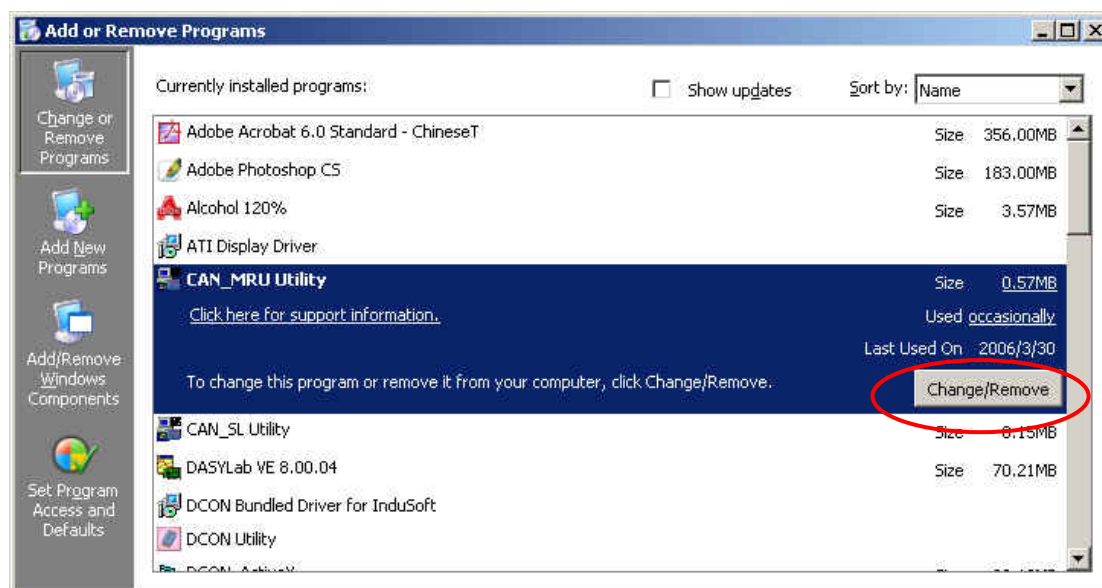 Add or Remove Programs
Change or
Remove
Programs
Add New
Programs
Add/Remove
Windows
Components
Set Program
Access and
Defaults
Currently installed programs:
Show updates
Sort by: Name
Adobe Acrobat 6.0 Standard - ChineseT Size 356.00MB
Adobe Photoshop CS Size 183.00MB
Alcohol 120% Size 3.57MB
ATI Display Driver
CAN_MRU Utility Size 0.57MB
Click here for support information. Used occasionally
Last Used On 2006/3/30
To change this program or remove it from your computer, click Change/Remove. Change/Remove
CAN_SL Utility Size 8.15MB
DASYLab VE 8.00.04 Size 70.21MB
DCON Bundled Driver for InduSoft
DCON Utility